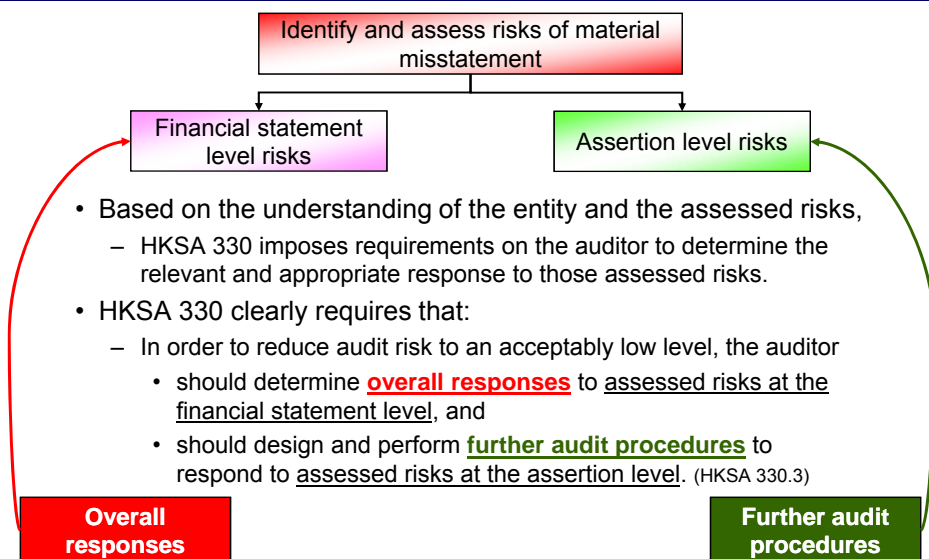 Identify and assess risks of material
misstatement
Financial statement
level risks
Assertion level risks
• Based on the understanding of the entity and the assessed risks,
– HKSA 330 imposes requirements on the auditor to determine the
relevant and appropriate response to those assessed risks.
• HKSA 330 clearly requires that:
– In order to reduce audit risk to an acceptably low level, the auditor
• should determine overall responses to assessed risks at the
financial statement level, and
• should design and perform further audit procedures to
respond to assessed risks at the assertion level. (HKSA 330.3)
Overall
responses
Further audit
procedures